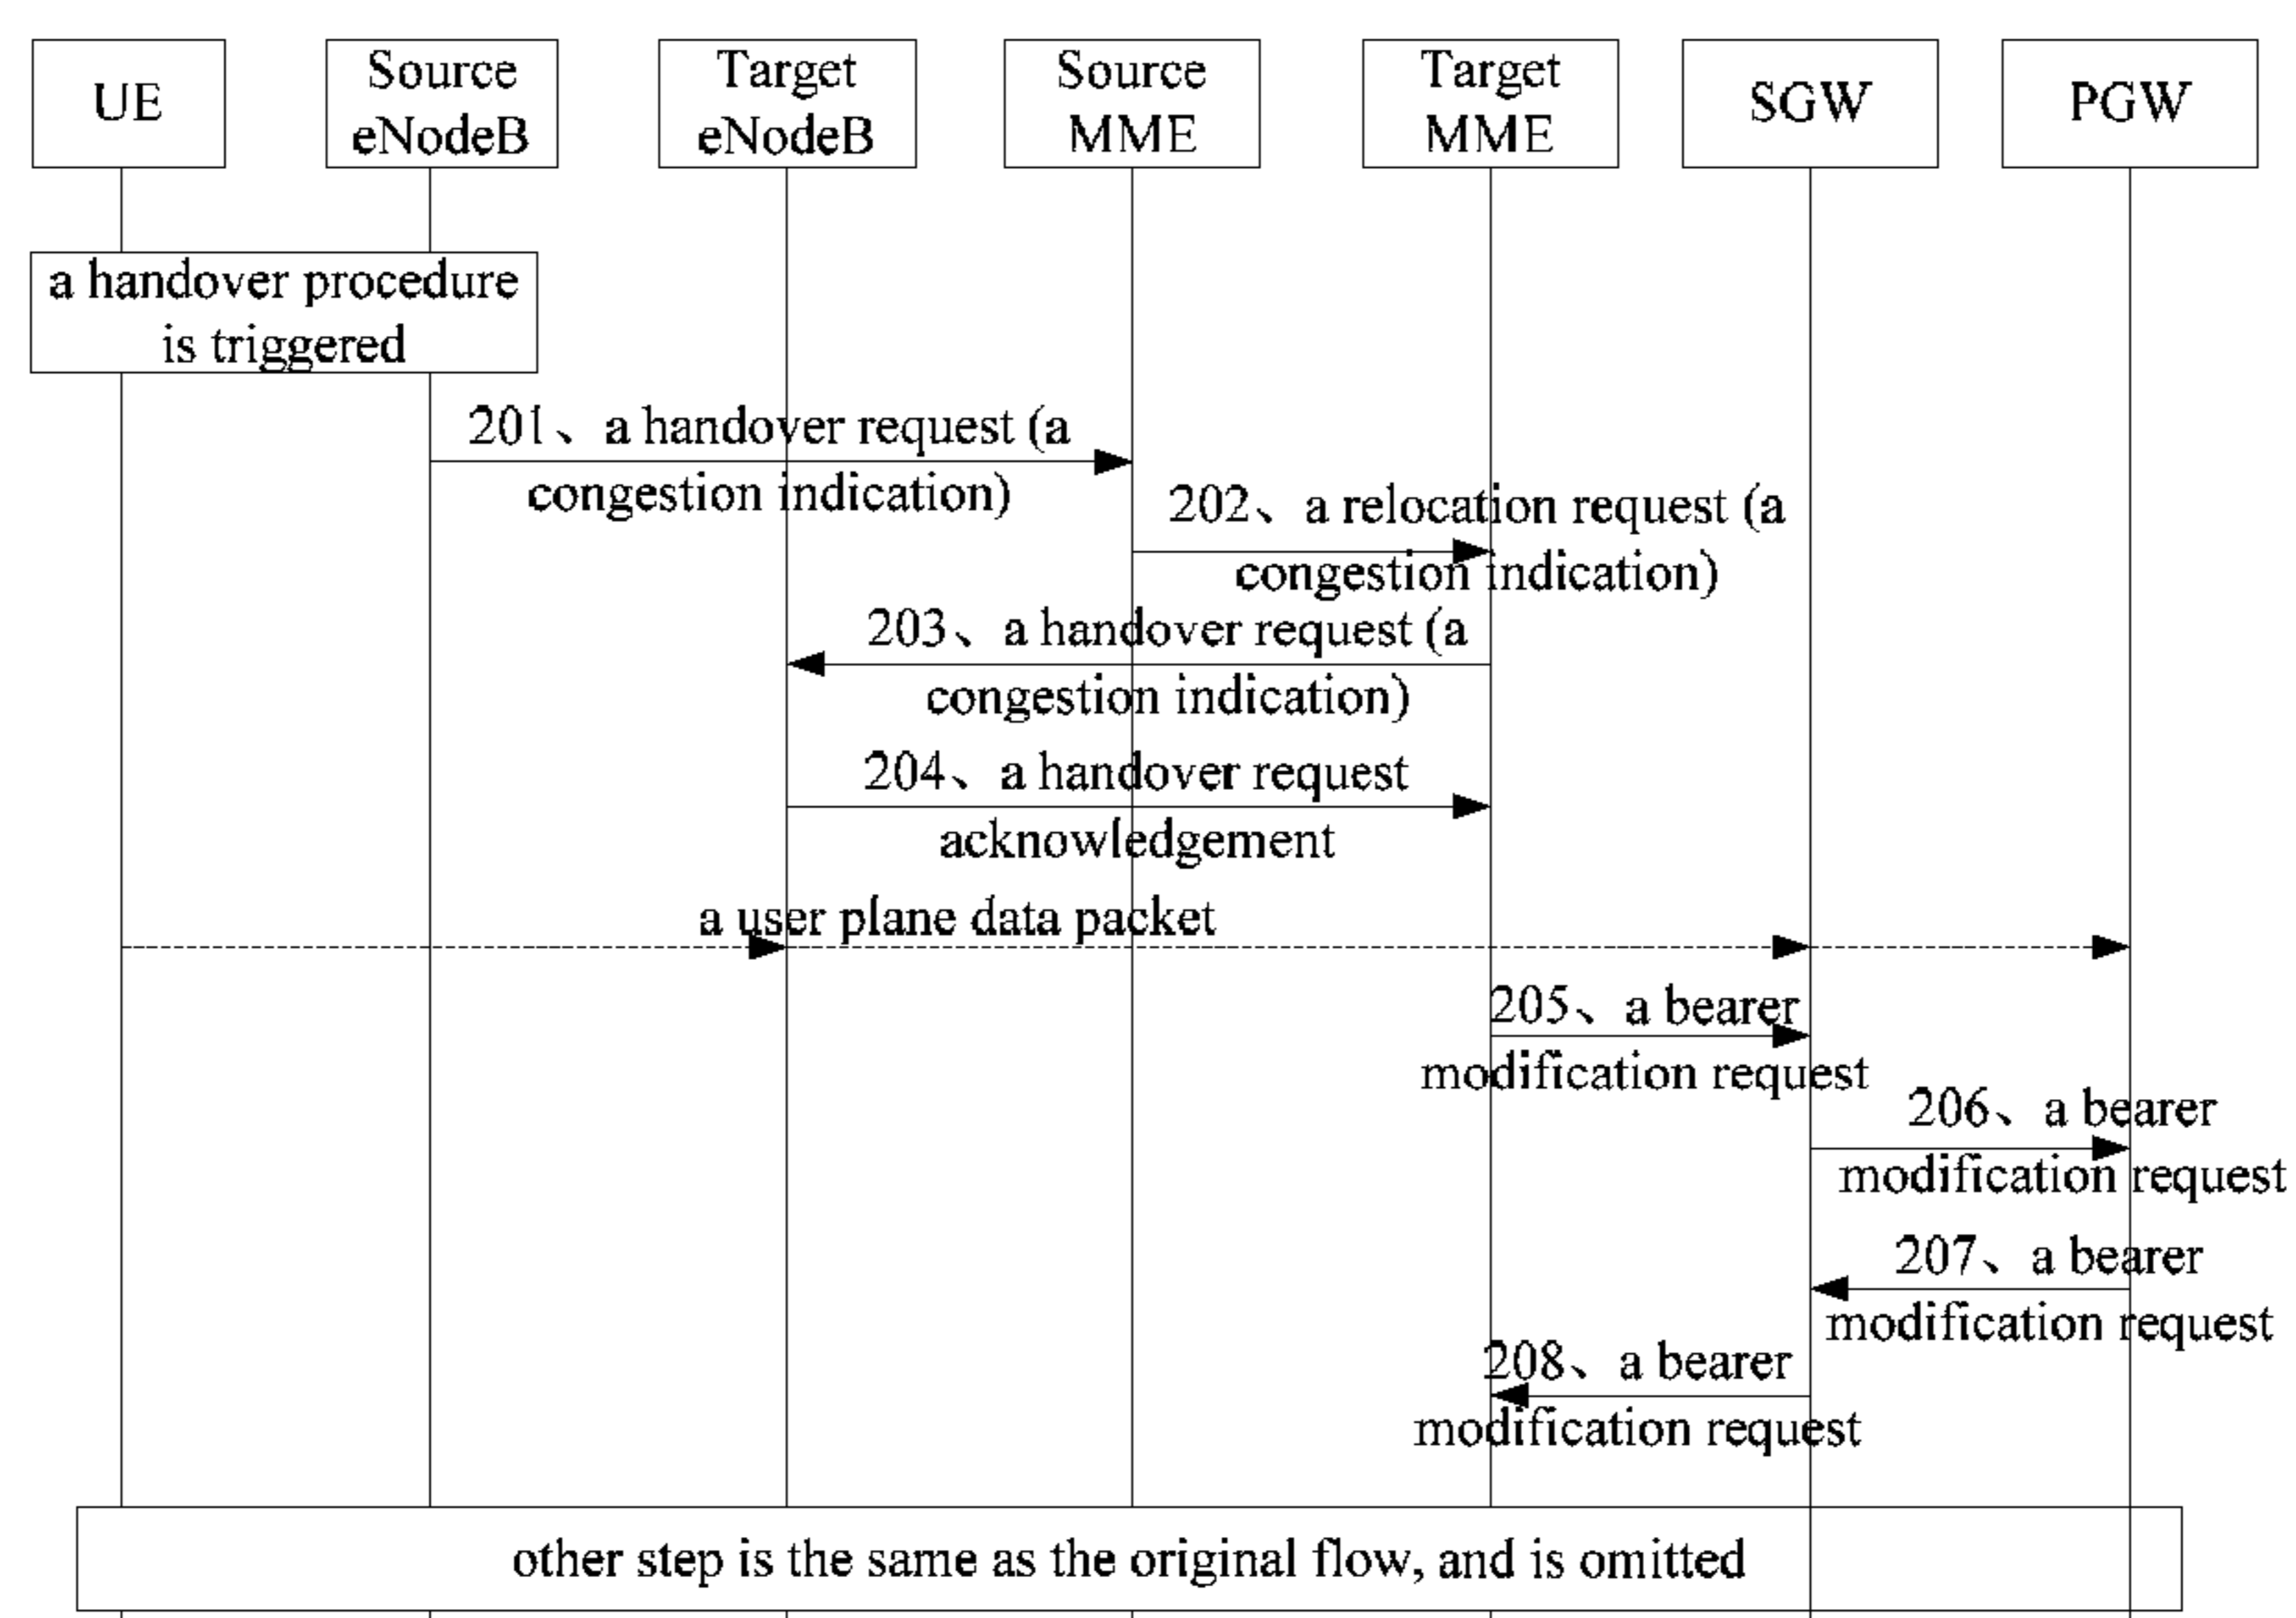 UE
Source
eNodeB
Target
eNodeB
Source
MME
Target
MME
SGW
PGW
a handover procedure
is triggered
201、a handover request (a
congestion indication)
202、a relocation request (a
congestion indication)
203、a handover request (a
congestion indication)
204、a handover request
acknowledgement
a user plane data packet
205、a bearer
modification request
206、a bearer
modification request
207、a bearer
modification request
208、a bearer
modification request
other step is the same as the original flow, and is omitted